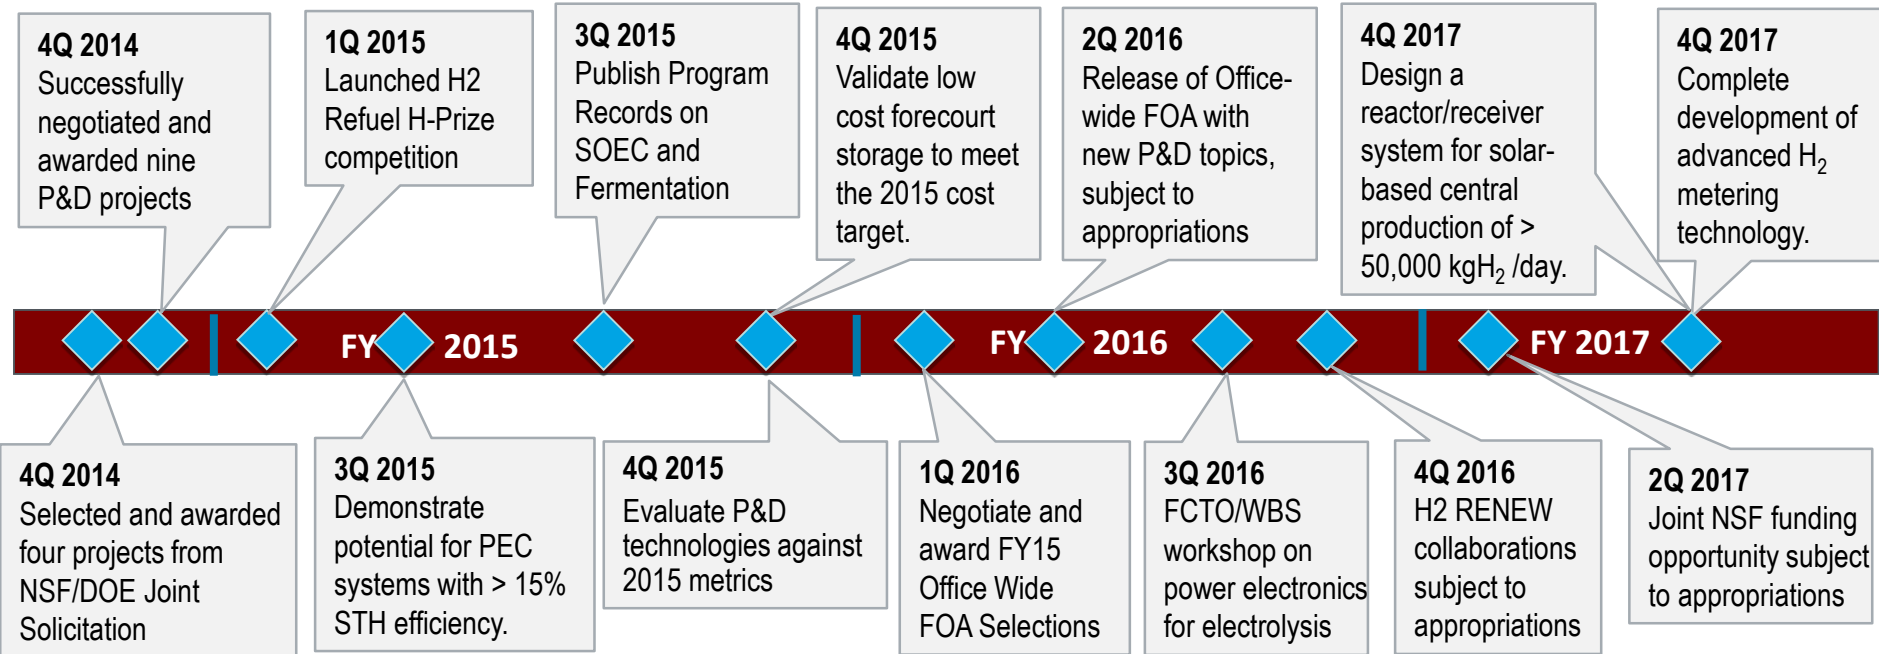 4Q 2014
Successfully
negotiated and
awarded nine
P&D projects
1Q 2015
Launched H2
Refuel H-Prize
competition
3Q 2015
Publish Program
Records on
SOEC and
Fermentation
4Q 2015
Validate low
cost forecourt
storage to meet
the 2015 cost
target.
2Q 2016
Release of Office-
wide FOA with
new P&D topics,
subject to
appropriations
4Q 2017
Design a
reactor/receiver
system for solar-
based central
production of >
50,000 kgH₂ /day.
4Q 2017
Complete
development of
advanced H₂
metering
technology.
FY 2015
FY 2016
FY 2017
4Q 2014
Selected and awarded
four projects from
NSF/DOE Joint
Solicitation
3Q 2015
Demonstrate
potential for PEC
systems with > 15%
STH efficiency.
4Q 2015
Evaluate P&D
technologies against
2015 metrics
1Q 2016
Negotiate and
award FY15
Office Wide
FOA Selections
3Q 2016
FCTO/WBS
workshop on
power electronics
for electrolysis
4Q 2016
H2 RENEW
collaborations
subject to
appropriations
2Q 2017
Joint NSF funding
opportunity subject
to appropriations